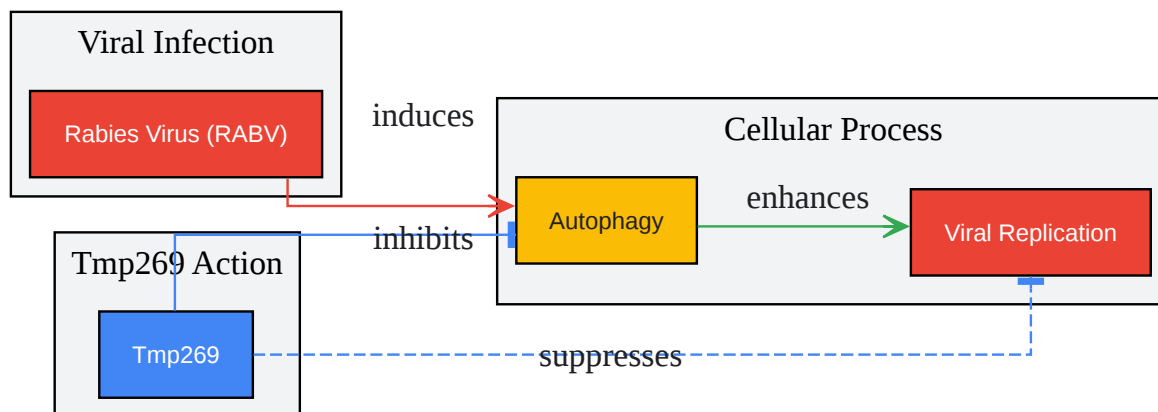 Viral Infection
Rabies Virus (RABV)
induces
Cellular Process
Autophagy
enhances
Viral Replication
inhibits
Tmp269 Action
Tmp269
suppresses